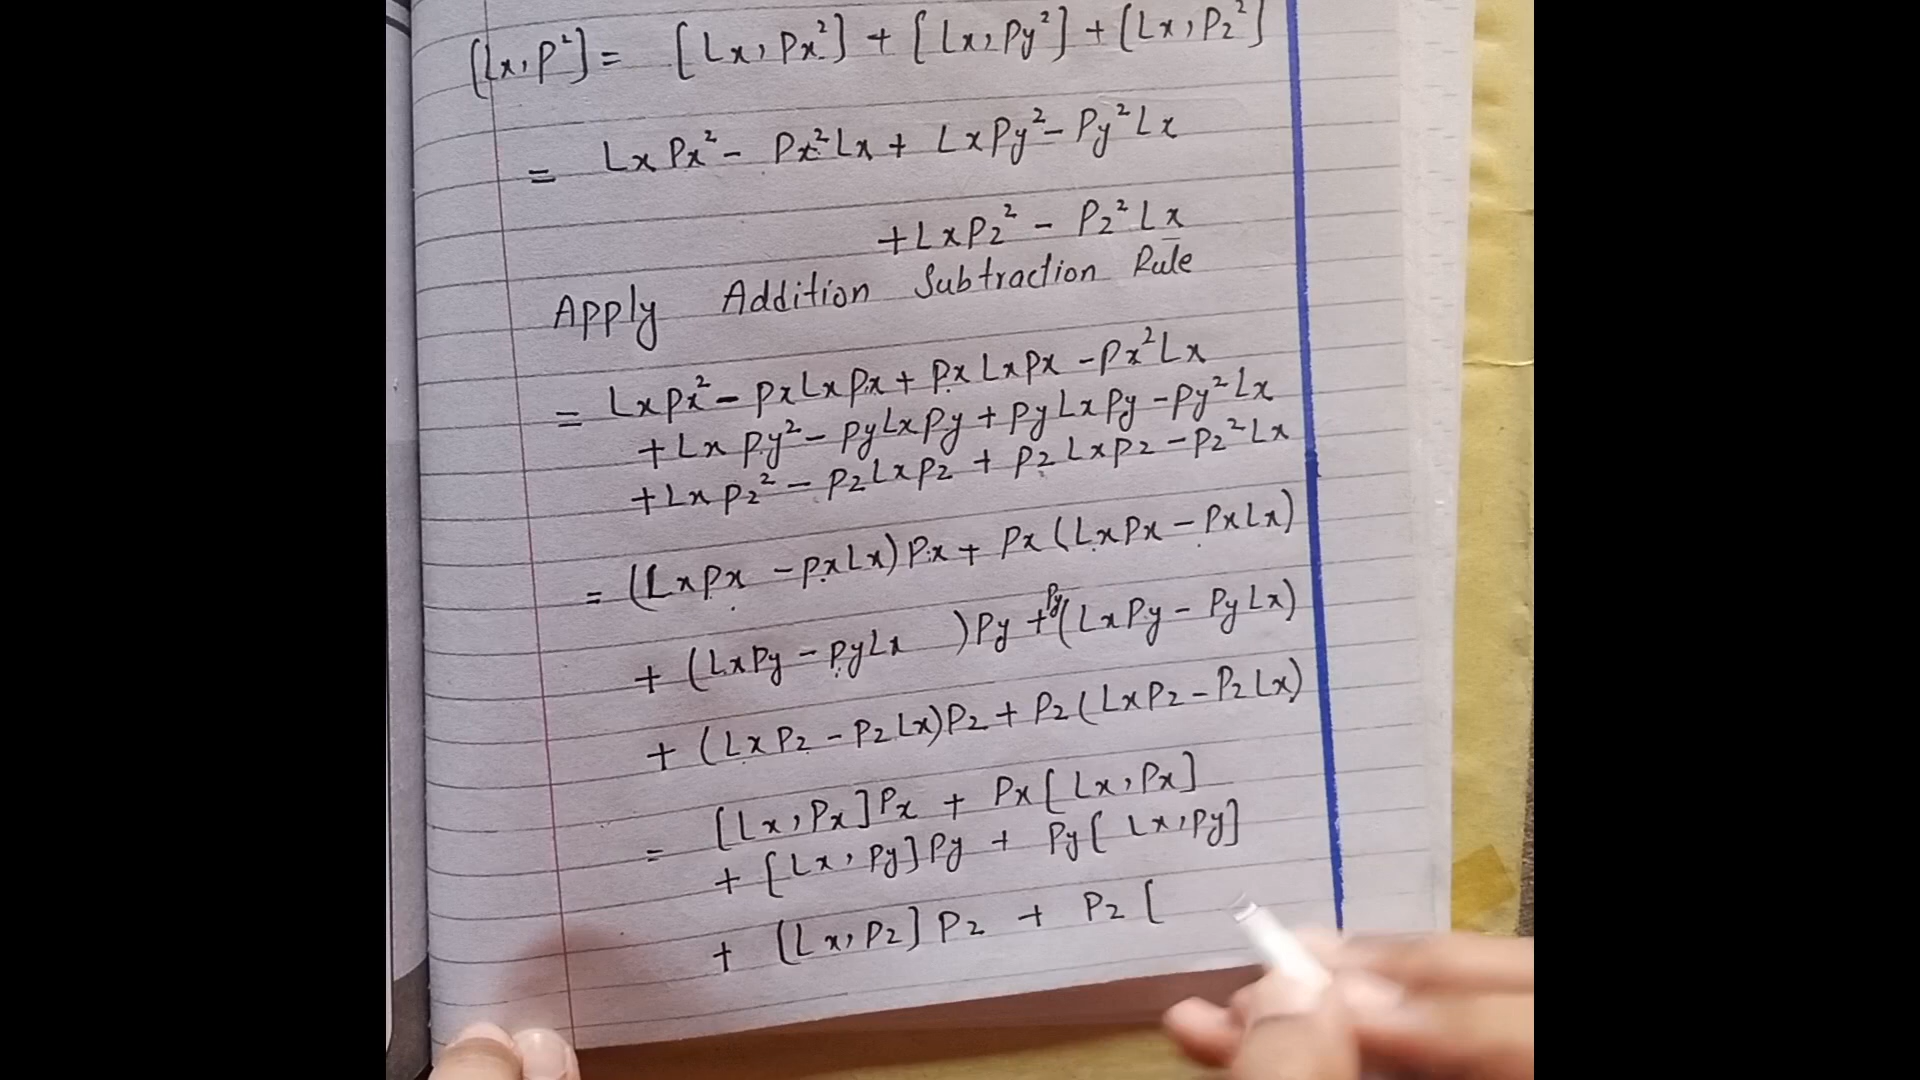 [Lx, P²] = [Lx, Px²] + [Lx, Py²] + [Lx, Pz²]
= LxPx² - Px²Lx + LxPy² - Py²Lx
+ LxPz² - Pz²Lx
Apply Addition Subtraction Rule
= LxPx² - PxLxPx + PxLxPx - Px²Lx
+ LxPy² - PyLxPy + PyLxPy - Py²Lx
+ LxPz² - PzLxPz + PzLxPz - Pz²Lx
= (LxPx - PxLx)Px + Px(LxPx - PxLx)
+ (LxPy - PyLx )Py + Py(LxPy - PyLx)
+ (LxPz - PzLx)Pz + Pz(LxPz - PzLx)
= [Lx, Px]Px + Px[Lx, Px]
+ [Lx, Py]Py + Py[Lx, Py]
+ [Lx, Pz]Pz + Pz[